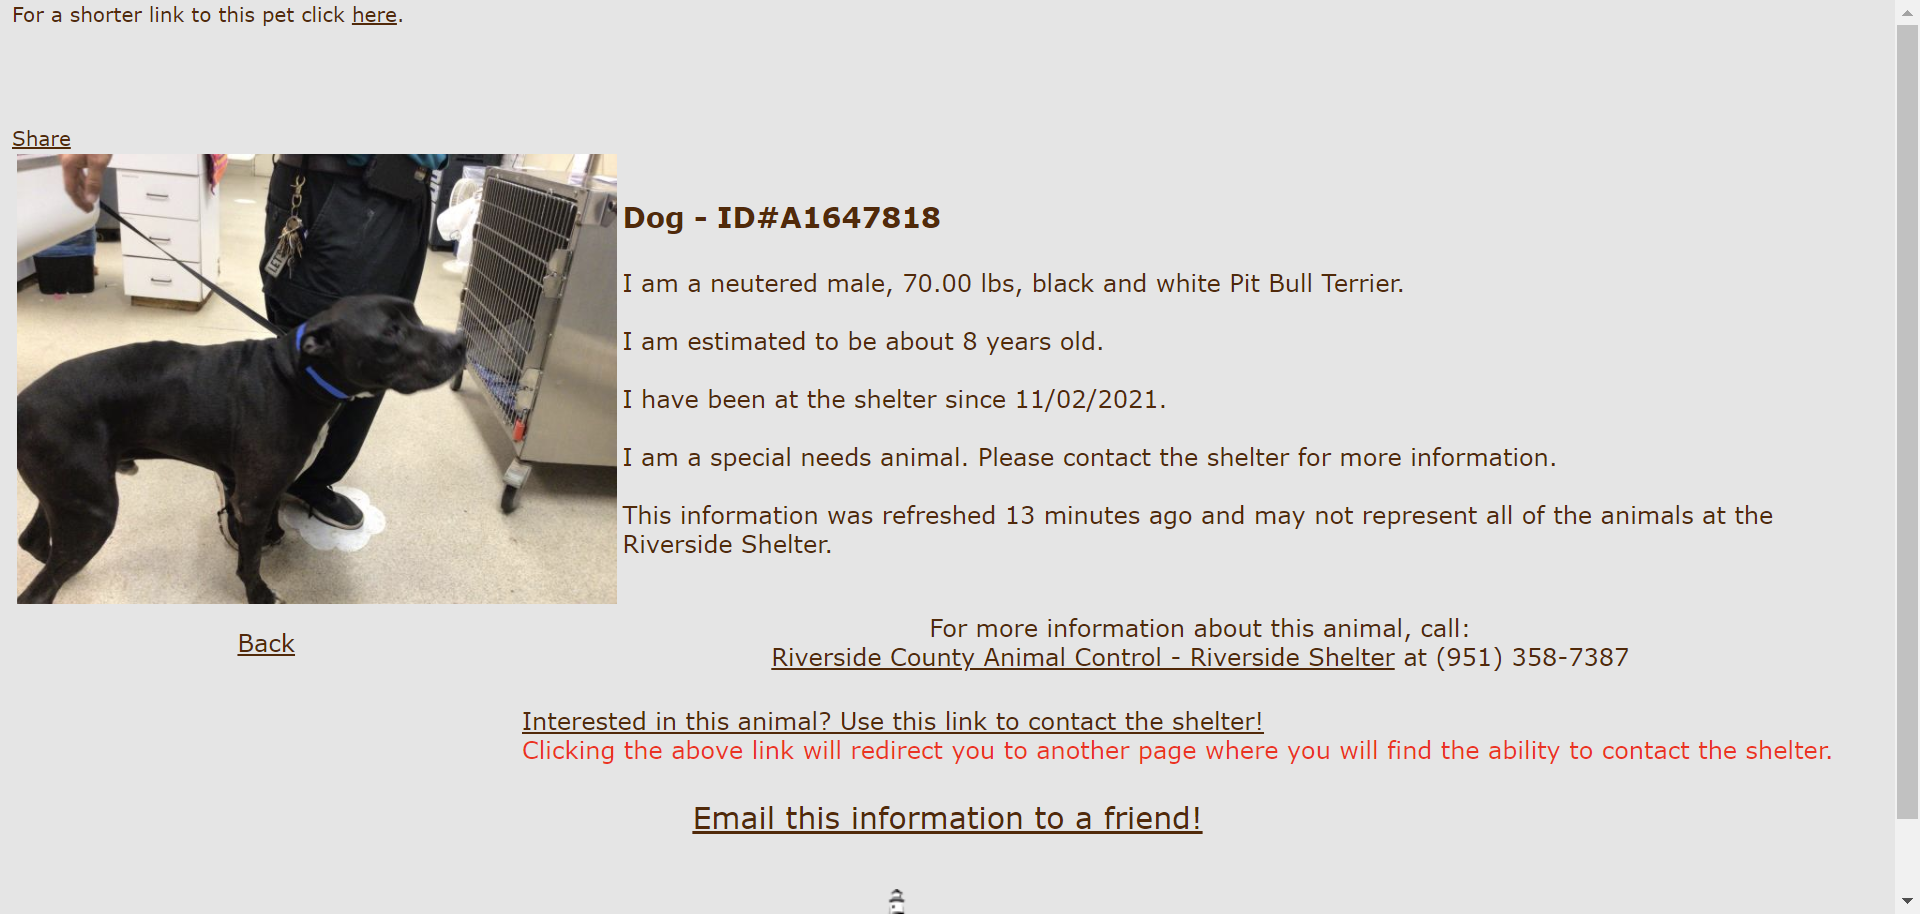 For a shorter link to this pet click here.
Share
Dog - ID#A1647818
I am a neutered male, 70.00 lbs, black and white Pit Bull Terrier.
I am estimated to be about 8 years old.
I have been at the shelter since 11/02/2021.
I am a special needs animal. Please contact the shelter for more information.
This information was refreshed 13 minutes ago and may not represent all of the animals at the
Riverside Shelter.
Back
For more information about this animal, call:
Riverside County Animal Control - Riverside Shelter at (951) 358-7387
Interested in this animal? Use this link to contact the shelter!
Clicking the above link will redirect you to another page where you will find the ability to contact the shelter.
Email this information to a friend!